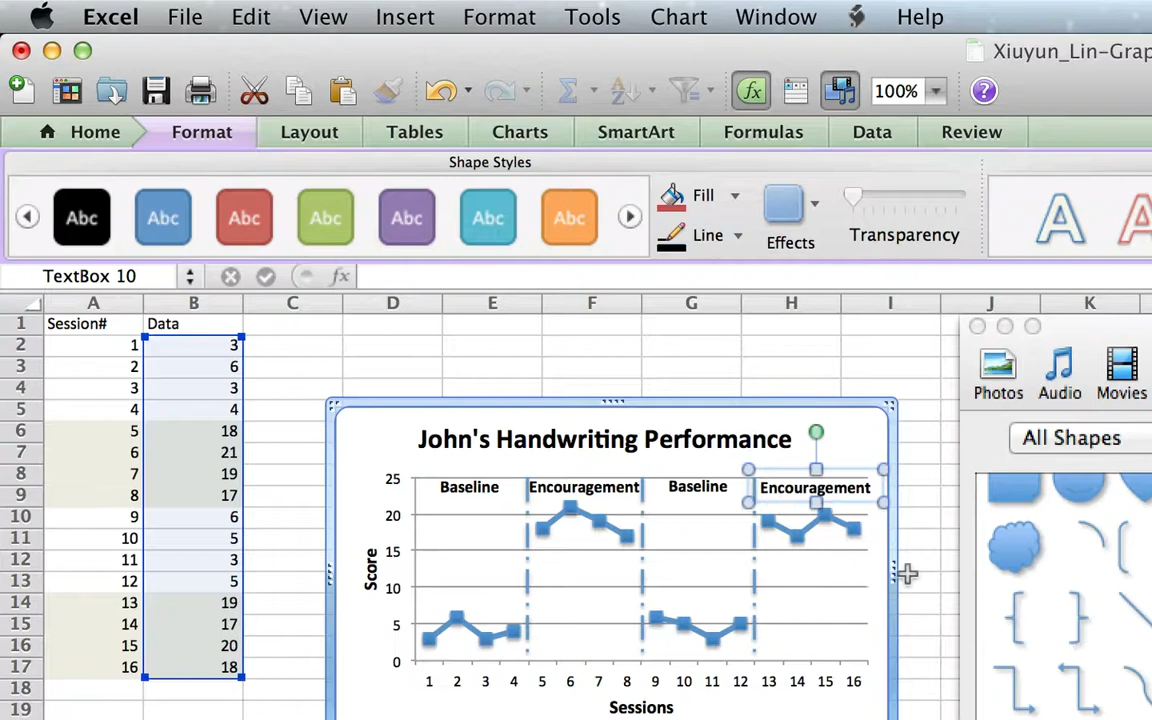 Excel File Edit View Insert Format Tools Chart Window Help
Xiuyun_Lin-Grap
fx 100% ?
Home Format Layout Tables Charts SmartArt Formulas Data Review
Shape Styles
Abc Abc Abc Abc Abc Abc Abc
Fill
Line
Effects
Transparency
A A
TextBox 10 fx
A B C D E F G H I J K
1 Session# Data
2 1 3
3 2 6
4 3 3
5 4 4
6 5 18
7 6 21
8 7 19
9 8 17
10 9 6
11 10 5
12 11 3
13 12 5
14 13 19
15 14 17
16 15 20
17 16 18
18
19
John's Handwriting Performance
Baseline Encouragement Baseline Encouragement
25
20
15
10
5
0
Score
1 2 3 4 5 6 7 8 9 10 11 12 13 14 15 16
Sessions
Photos Audio Movies
All Shapes